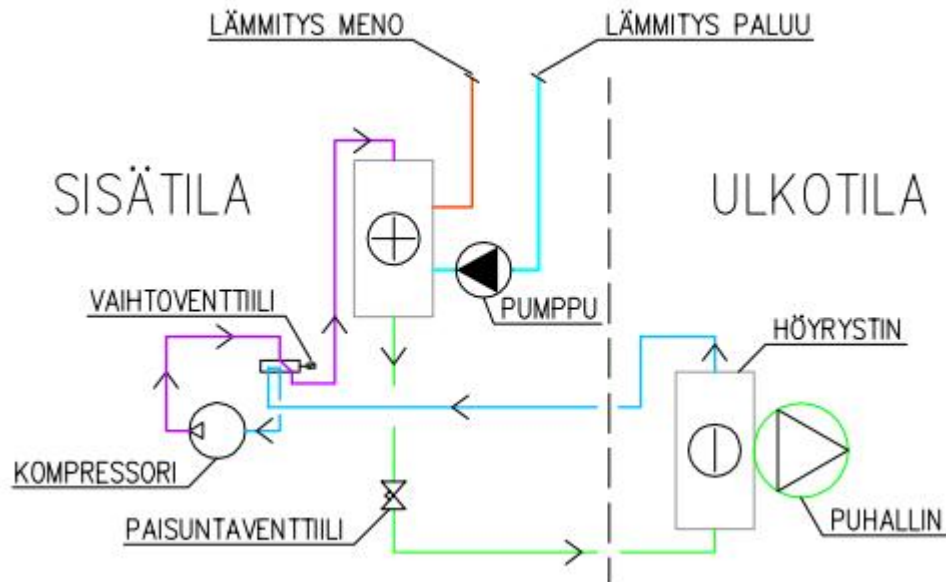 LÄMMITYS MENO
LÄMMITYS PALUU
SISÄTILA
ULKOTILA
VAIHTOVENTTIILI
PUMPPU
HÖYRYSTIN
KOMPRESSORI
PAISUNTAVENTTIILI
PUHALLIN